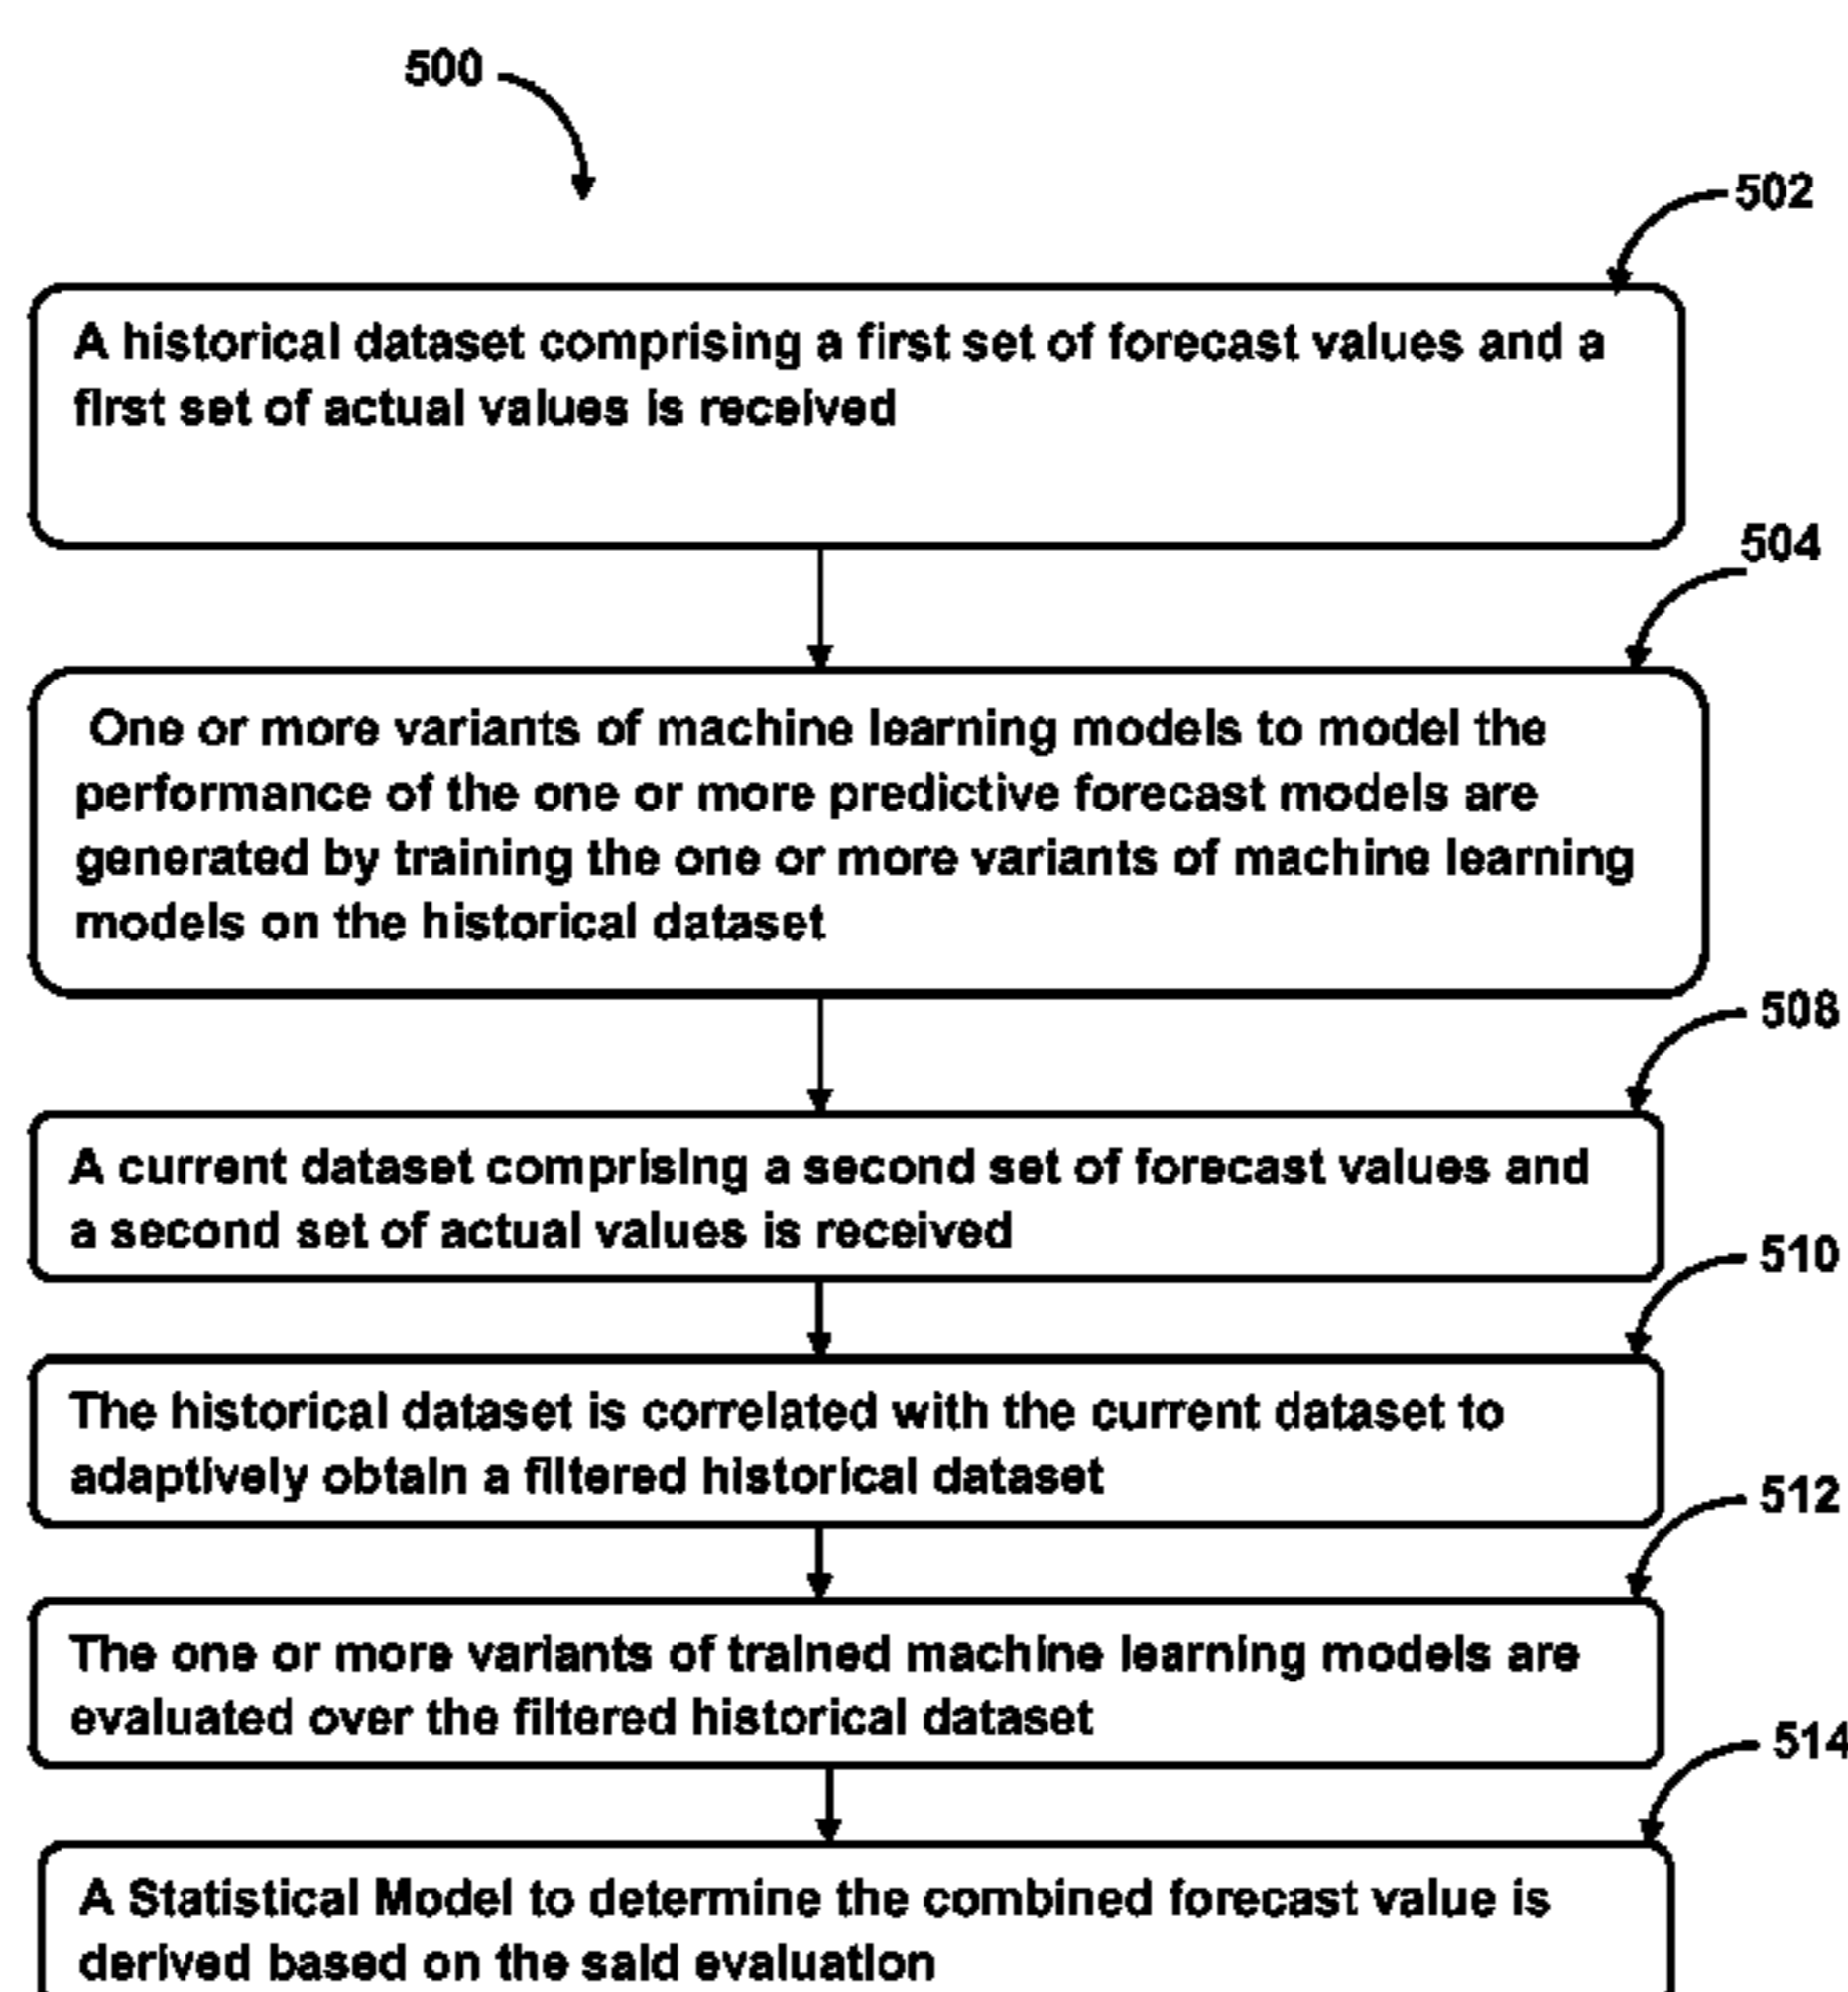 500
502
A historical dataset comprising a first set of forecast values and a
first set of actual values is received
504
One or more variants of machine learning models to model the
performance of the one or more predictive forecast models are
generated by training the one or more variants of machine learning
models on the historical dataset
508
A current dataset comprising a second set of forecast values and
a second set of actual values is received
510
The historical dataset is correlated with the current dataset to
adaptively obtain a filtered historical dataset
512
The one or more variants of trained machine learning models are
evaluated over the filtered historical dataset
514
A Statistical Model to determine the combined forecast value is
derived based on the said evaluation